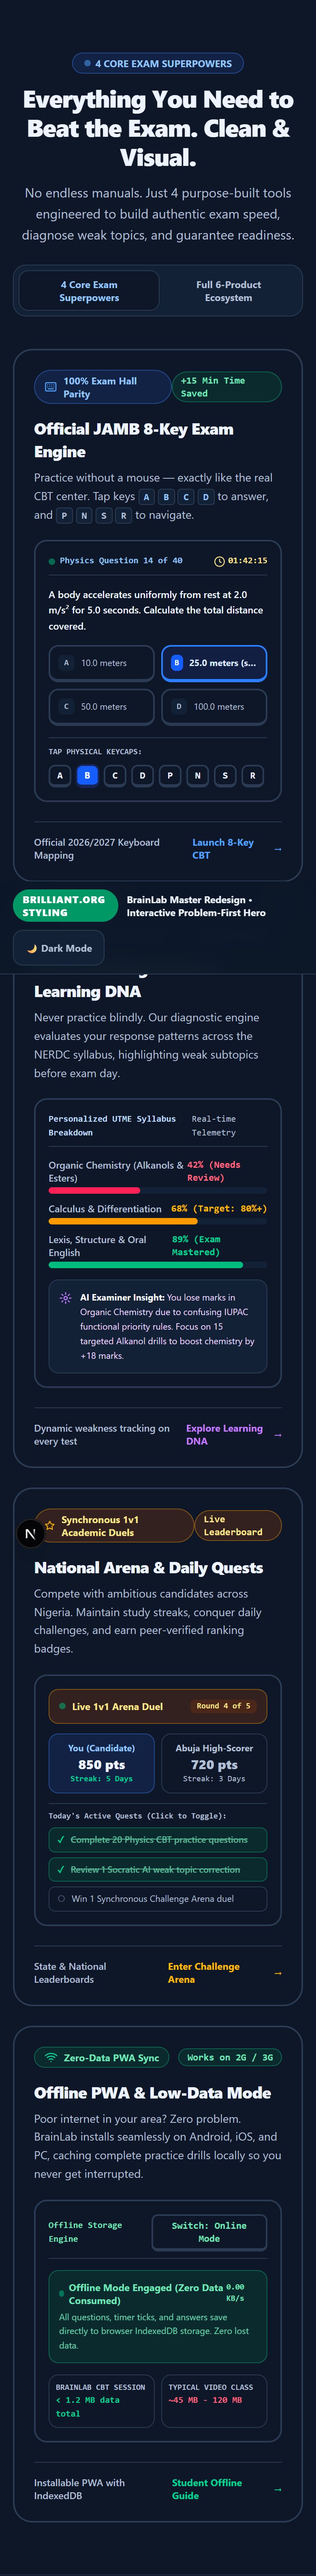 4 CORE EXAM SUPERPOWERS
Everything You Need to
Beat the Exam. Clean &
Visual.
No endless manuals. Just 4 purpose-built tools
engineered to build authentic exam speed,
diagnose weak topics, and guarantee readiness.
4 Core Exam
Superpowers
Full 6-Product
Ecosystem
100% Exam Hall
Parity
+15 Min Time
Saved
Official JAMB 8-Key Exam
Engine
Practice without a mouse — exactly like the real
CBT center. Tap keys A B C D to answer,
and P N S R to navigate.
Physics Question 14 of 40
01:42:15
A body accelerates uniformly from rest at 2.0
m/s² for 5.0 seconds. Calculate the total distance
covered.
A 10.0 meters
B 25.0 meters (s...
C 50.0 meters
D 100.0 meters
TAP PHYSICAL KEYCAPS:
A B C D P N S R
Official 2026/2027 Keyboard
Mapping
Launch 8-Key
CBT →
BRILLIANT.ORG
STYLING
BrainLab Master Redesign •
Interactive Problem-First Hero
🌙 Dark Mode
Learning DNA
Never practice blindly. Our diagnostic engine
evaluates your response patterns across the
NERDC syllabus, highlighting weak subtopics
before exam day.
Personalized UTME Syllabus
Breakdown
Real-time
Telemetry
Organic Chemistry (Alkanols &
Esters)
42% (Needs
Review)
Calculus & Differentiation 68% (Target: 80%+)
Lexis, Structure & Oral
English
89% (Exam
Mastered)
AI Examiner Insight: You lose marks in
Organic Chemistry due to confusing IUPAC
functional priority rules. Focus on 15
targeted Alkanol drills to boost chemistry by
+18 marks.
Dynamic weakness tracking on
every test
Explore Learning
DNA →
N
Synchronous 1v1
Academic Duels
Live
Leaderboard
National Arena & Daily Quests
Compete with ambitious candidates across
Nigeria. Maintain study streaks, conquer daily
challenges, and earn peer-verified ranking
badges.
Live 1v1 Arena Duel
Round 4 of 5
You (Candidate)
850 pts
Streak: 5 Days
Abuja High-Scorer
720 pts
Streak: 3 Days
Today's Active Quests (Click to Toggle):
✓ Complete 20 Physics CBT practice questions
✓ Review 1 Socratic AI weak topic correction
○ Win 1 Synchronous Challenge Arena duel
State & National
Leaderboards
Enter Challenge
Arena →
Zero-Data PWA Sync
Works on 2G / 3G
Offline PWA & Low-Data Mode
Poor internet in your area? Zero problem.
BrainLab installs seamlessly on Android, iOS, and
PC, caching complete practice drills locally so you
never get interrupted.
Offline Storage
Engine
Switch: Online
Mode
Offline Mode Engaged (Zero Data
Consumed)
0.00
KB/s
All questions, timer ticks, and answers save
directly to browser IndexedDB storage. Zero lost
data.
BRAINLAB CBT SESSION
< 1.2 MB data
total
TYPICAL VIDEO CLASS
~45 MB - 120 MB
Installable PWA with
IndexedDB
Student Offline
Guide →